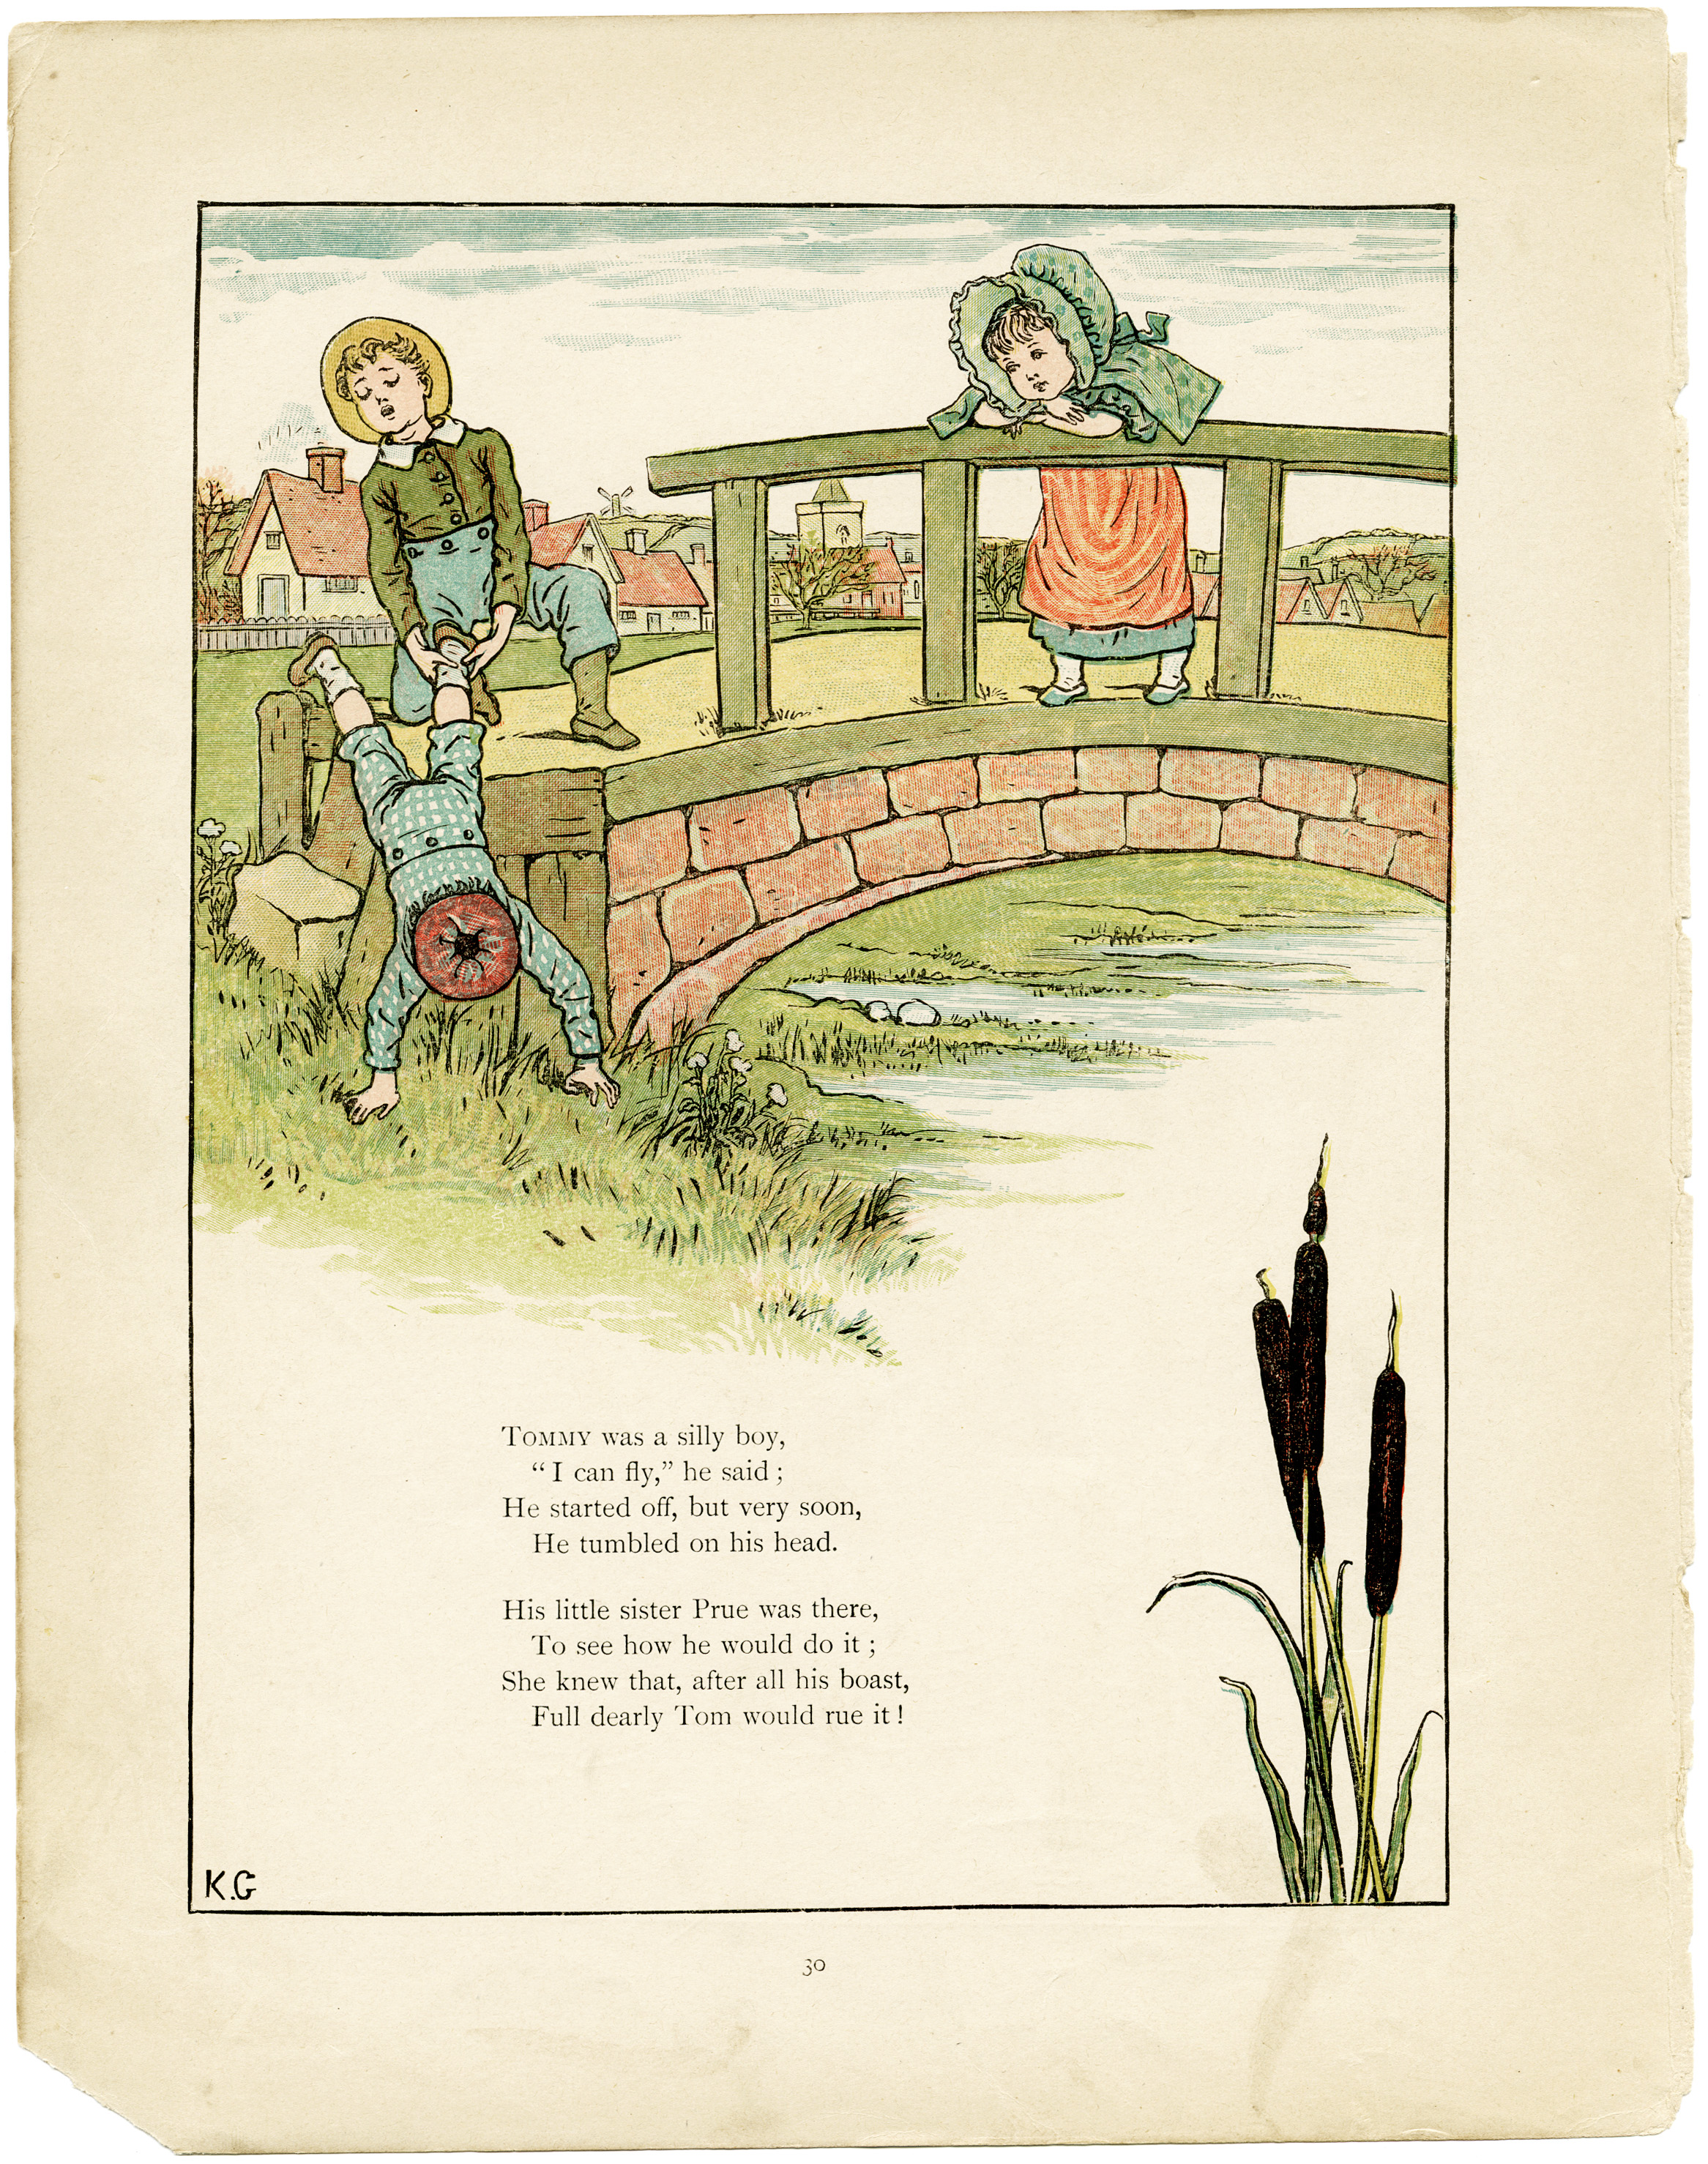 TOMMY was a silly boy,
“I can fly,” he said ;
He started off, but very soon,
He tumbled on his head.
His little sister Prue was there,
To see how he would do it ;
She knew that, after all his boast,
Full dearly Tom would rue it !
K.G
30